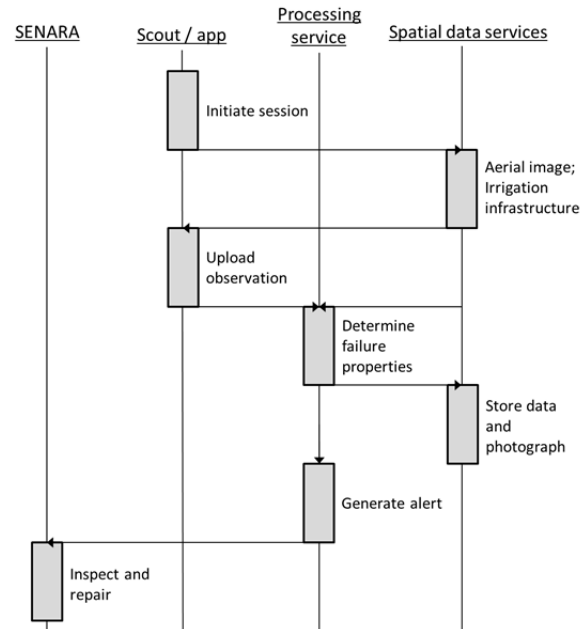 SENARA
Scout / app
Processing
service
Spatial data services
Initiate session
Aerial image;
Irrigation
infrastructure
Upload
observation
Determine
failure
properties
Store data
and
photograph
Generate alert
Inspect and
repair